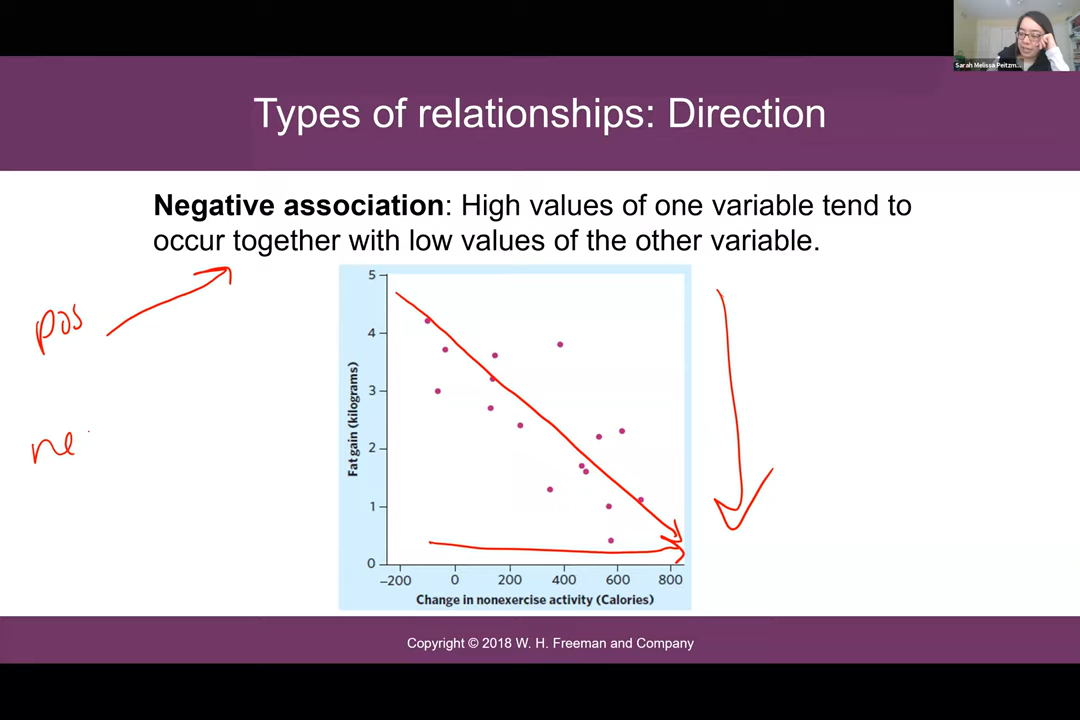 Sarah Melissa Peitzm...
Types of relationships: Direction
Negative association: High values of one variable tend to
occur together with low values of the other variable.
pos
ne
5
4
3
2
1
0
Fat gain (kilograms)
−200 0 200 400 600 800
Change in nonexercise activity (Calories)
Copyright © 2018 W. H. Freeman and Company